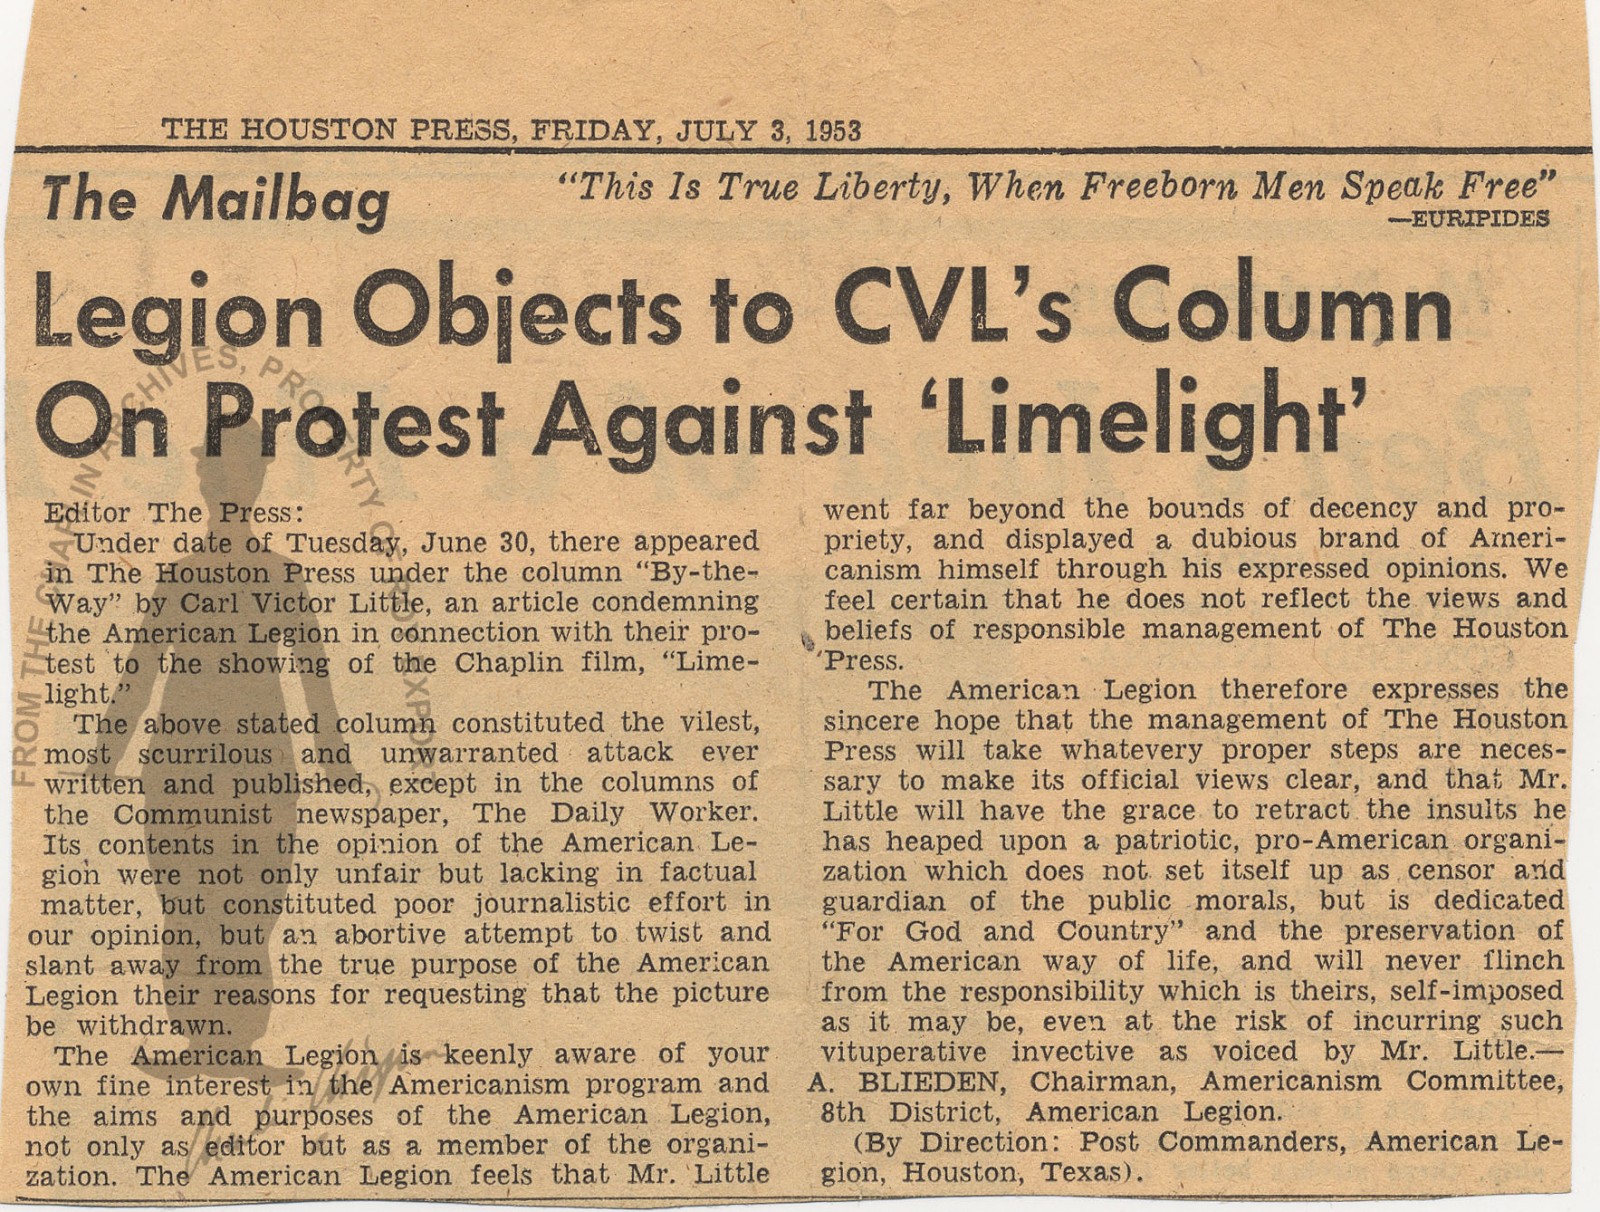 THE HOUSTON PRESS, FRIDAY, JULY 3, 1953
The Mailbag
"This Is True Liberty, When Freeborn Men Speak Free"
—EURIPIDES
Legion Objects to CVL's Column
On Protest Against 'Limelight'
Editor The Press:
Under date of Tuesday, June 30, there appeared
in The Houston Press under the column "By-the-
Way" by Carl Victor Little, an article condemning
the American Legion in connection with their pro-
test to the showing of the Chaplin film, "Lime-
light."
The above stated column constituted the vilest,
most scurrilous and unwarranted attack ever
written and published, except in the columns of
the Communist newspaper, The Daily Worker.
Its contents in the opinion of the American Le-
gion were not only unfair but lacking in factual
matter, but constituted poor journalistic effort in
our opinion, but an abortive attempt to twist and
slant away from the true purpose of the American
Legion their reasons for requesting that the picture
be withdrawn.
The American Legion is keenly aware of your
own fine interest in the Americanism program and
the aims and purposes of the American Legion,
not only as editor but as a member of the organi-
zation. The American Legion feels that Mr. Little
went far beyond the bounds of decency and pro-
priety, and displayed a dubious brand of Ameri-
canism himself through his expressed opinions. We
feel certain that he does not reflect the views and
beliefs of responsible management of The Houston
Press.
The American Legion therefore expresses the
sincere hope that the management of The Houston
Press will take whatevery proper steps are neces-
sary to make its official views clear, and that Mr.
Little will have the grace to retract the insults he
has heaped upon a patriotic, pro-American organi-
zation which does not set itself up as censor and
guardian of the public morals, but is dedicated
"For God and Country" and the preservation of
the American way of life, and will never flinch
from the responsibility which is theirs, self-imposed
as it may be, even at the risk of incurring such
vituperative invective as voiced by Mr. Little.—
A. BLIEDEN, Chairman, Americanism Committee,
8th District, American Legion.
(By Direction: Post Commanders, American Le-
gion, Houston, Texas).
FROM THE CHAPLIN ARCHIVES, PROPERTY OF ROY EXPORT CO